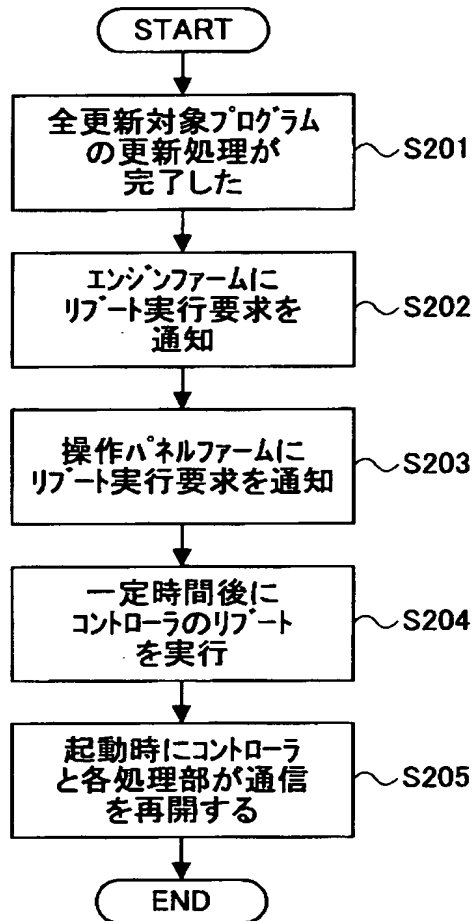 START
全更新対象プログラム
の更新処理が
完了した
S201
エンジンファームに
リブート実行要求を
通知
S202
操作パネルファームに
リブート実行要求を通知
S203
一定時間後に
コントローラのリブート
を実行
S204
起動時にコントローラ
と各処理部が通信
を再開する
S205
END